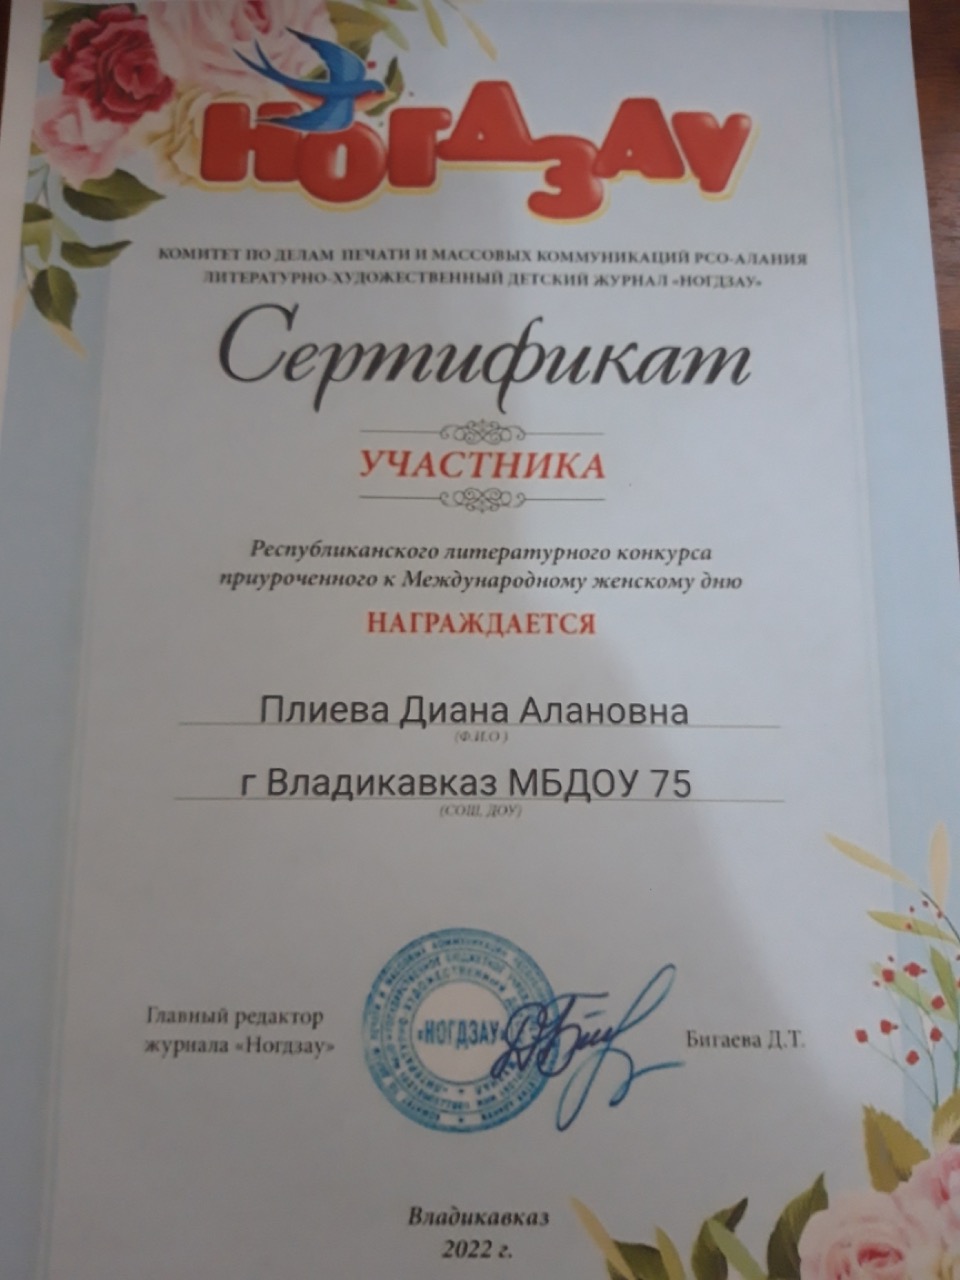 НОГДЗАУ
КОМИТЕТ ПО ДЕЛАМ ПЕЧАТИ И МАССОВЫХ КОММУНИКАЦИЙ РСО-АЛАНИЯ
ЛИТЕРАТУРНО-ХУДОЖЕСТВЕННЫЙ ДЕТСКИЙ ЖУРНАЛ «НОГДЗАУ»
Сертификат
УЧАСТНИКА
Республиканского литературного конкурса
приуроченного к Международному женскому дню
НАГРАЖДАЕТСЯ
Плиева Диана Алановна
(Ф.И.О)
г Владикавказ МБДОУ 75
(СОШ, ДОУ)
Главный редактор
журнала «Ногдзау»
«НОГДЗАУ»
Бигаева Д.Т.
Владикавказ
2022 г.